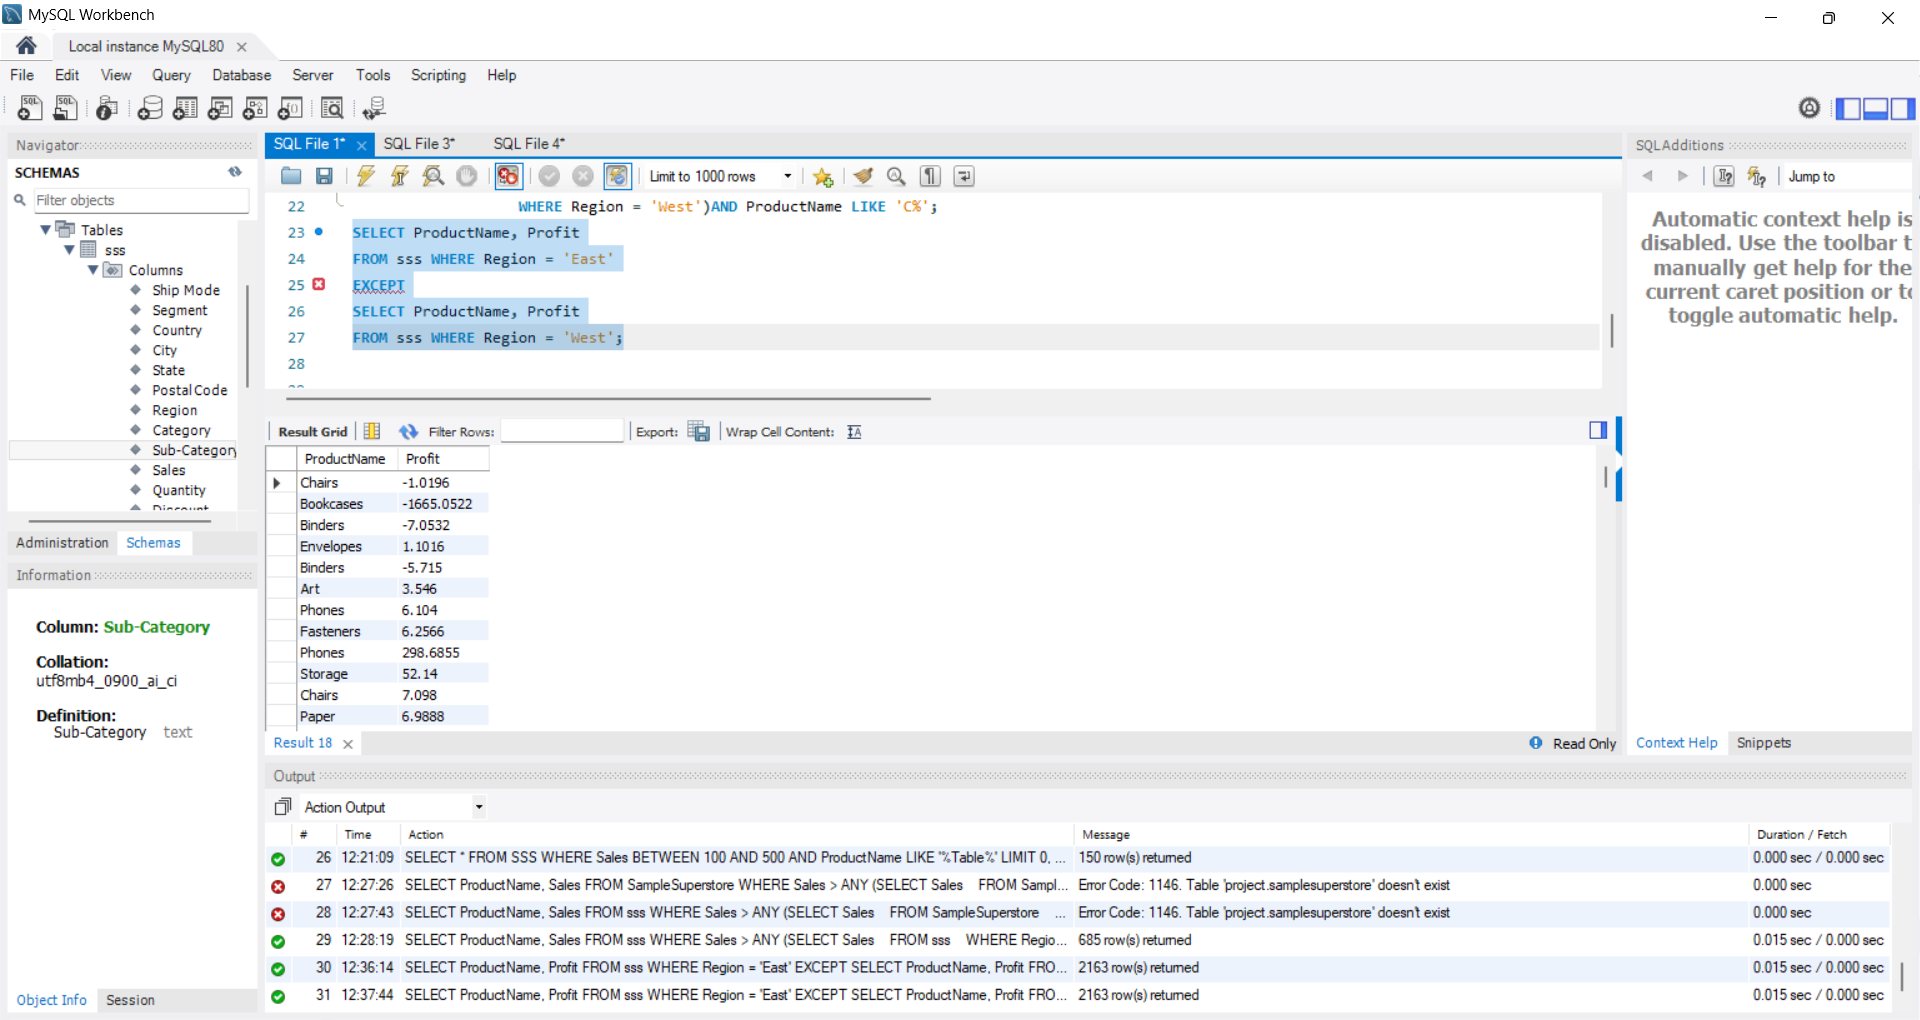 MySQL Workbench
Local instance MySQL80
File Edit View Query Database Server Tools Scripting Help
Navigator
SCHEMAS
Filter objects
Tables
sss
Columns
Ship Mode
Segment
Country
City
State
PostalCode
Region
Category
Sub-Category
Sales
Quantity
Discount
Administration Schemas
Information
Column: Sub-Category
Collation:
utf8mb4_0900_ai_ci
Definition:
Sub-Category text
Object Info Session
SQL File 1* SQL File 3* SQL File 4*
Limit to 1000 rows
22 WHERE Region = 'West')AND ProductName LIKE 'C%';
23 SELECT ProductName, Profit
24 FROM sss WHERE Region = 'East'
25 EXCEPT
26 SELECT ProductName, Profit
27 FROM sss WHERE Region = 'West';
28
Result Grid Filter Rows: Export: Wrap Cell Content:
ProductName Profit
Chairs -1.0196
Bookcases -1665.0522
Binders -7.0532
Envelopes 1.1016
Binders -5.715
Art 3.546
Phones 6.104
Fasteners 6.2566
Phones 298.6855
Storage 52.14
Chairs 7.098
Paper 6.9888
Result 18 Read Only
SQLAdditions
Jump to
Automatic context help is
disabled. Use the toolbar t
manually get help for the
current caret position or to
toggle automatic help.
Context Help Snippets
Output
Action Output
# Time Action Message Duration / Fetch
26 12:21:09 SELECT * FROM SSS WHERE Sales BETWEEN 100 AND 500 AND ProductName LIKE '%Table%' LIMIT 0, ... 150 row(s) returned 0.000 sec / 0.000 sec
27 12:27:26 SELECT ProductName, Sales FROM SampleSuperstore WHERE Sales > ANY (SELECT Sales FROM Sampl... Error Code: 1146. Table 'project.samplesuperstore' doesn't exist 0.000 sec
28 12:27:43 SELECT ProductName, Sales FROM sss WHERE Sales > ANY (SELECT Sales FROM SampleSuperstore ... Error Code: 1146. Table 'project.samplesuperstore' doesn't exist 0.000 sec
29 12:28:19 SELECT ProductName, Sales FROM sss WHERE Sales > ANY (SELECT Sales FROM sss WHERE Regio... 685 row(s) returned 0.015 sec / 0.000 sec
30 12:36:14 SELECT ProductName, Profit FROM sss WHERE Region = 'East' EXCEPT SELECT ProductName, Profit FRO... 2163 row(s) returned 0.015 sec / 0.000 sec
31 12:37:44 SELECT ProductName, Profit FROM sss WHERE Region = 'East' EXCEPT SELECT ProductName, Profit FRO... 2163 row(s) returned 0.015 sec / 0.000 sec